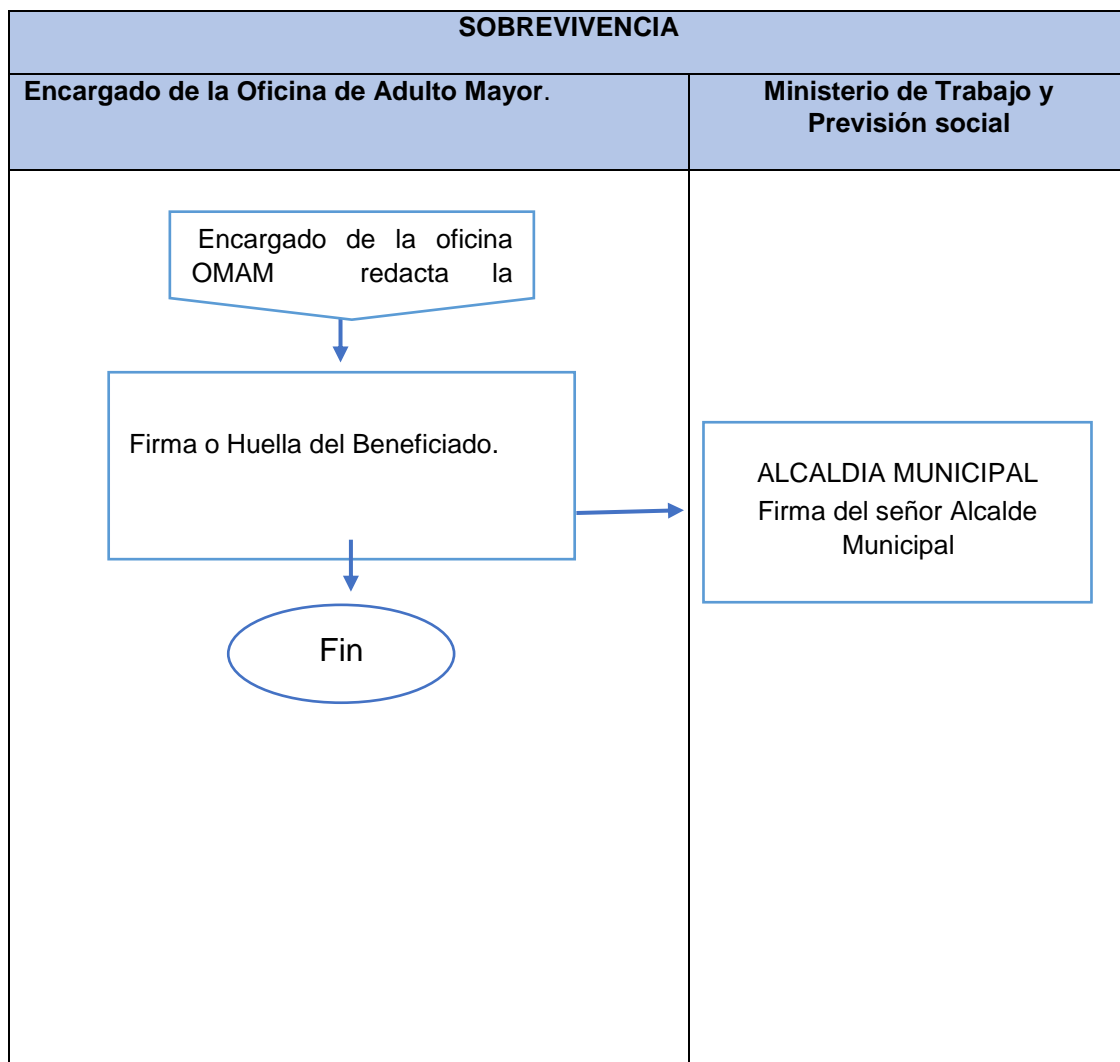 SOBREVIVENCIA
Encargado de la Oficina de Adulto Mayor.
Ministerio de Trabajo y
Previsión social
Encargado de la oficina
OMAM redacta la
Firma o Huella del Beneficiado.
ALCALDIA MUNICIPAL
Firma del señor Alcalde
Municipal
Fin